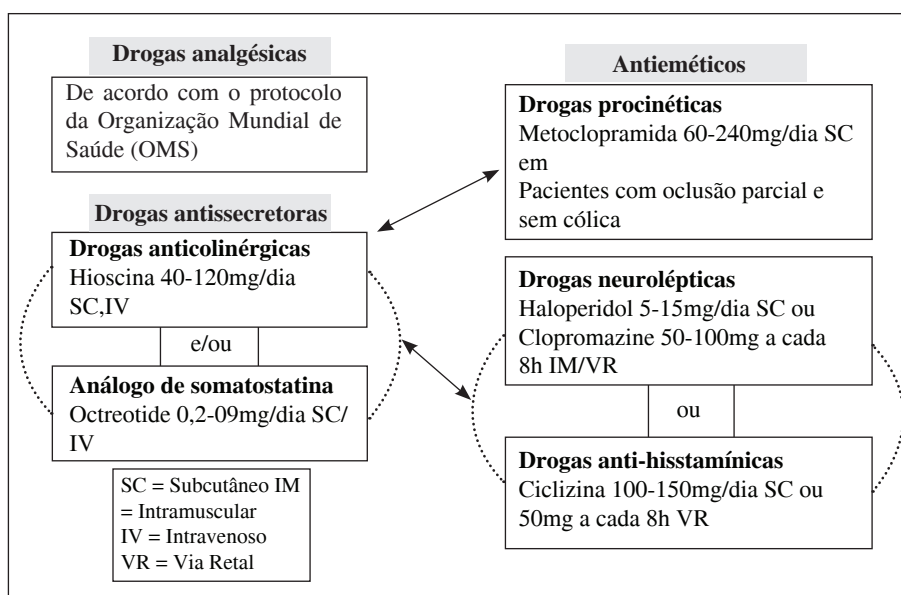 Drogas analgésicas
De acordo com o protocolo
da Organização Mundial de
Saúde (OMS)
Drogas antissecretoras
Drogas anticolinérgicas
Hioscina 40-120mg/dia
SC,IV
e/ou
Análogo de somatostatina
Octreotide 0,2-09mg/dia SC/
IV
SC = Subcutâneo IM
= Intramuscular
IV = Intravenoso
VR = Via Retal
Antieméticos
Drogas procinéticas
Metoclopramida 60-240mg/dia SC
em
Pacientes com oclusão parcial e
sem cólica
Drogas neurolépticas
Haloperidol 5-15mg/dia SC ou
Clopromazine 50-100mg a cada
8h IM/VR
ou
Drogas anti-hisstamínicas
Ciclizina 100-150mg/dia SC ou
50mg a cada 8h VR